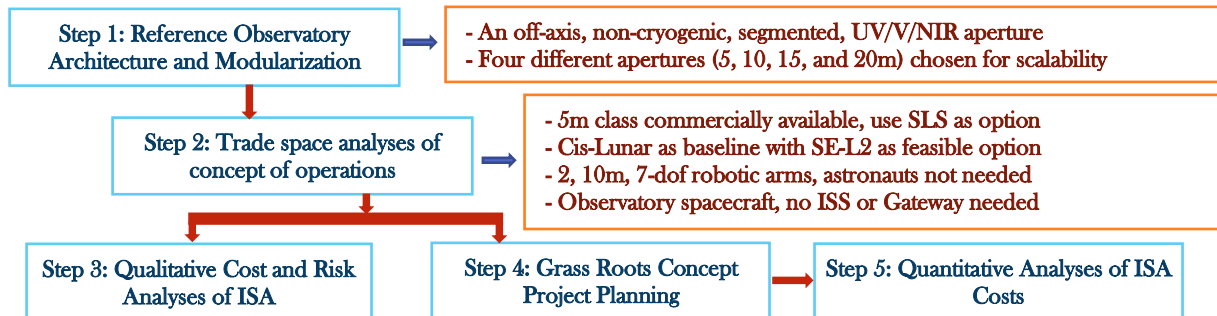 Step 1: Reference Observatory
Architecture and Modularization
- An off-axis, non-cryogenic, segmented, UV/V/NIR aperture
- Four different apertures (5, 10, 15, and 20m) chosen for scalability
Step 2: Trade space analyses of
concept of operations
- 5m class commercially available, use SLS as option
- Cis-Lunar as baseline with SE-L2 as feasible option
- 2, 10m, 7-dof robotic arms, astronauts not needed
- Observatory spacecraft, no ISS or Gateway needed
Step 3: Qualitative Cost and Risk
Analyses of ISA
Step 4: Grass Roots Concept
Project Planning
Step 5: Quantitative Analyses of ISA
Costs